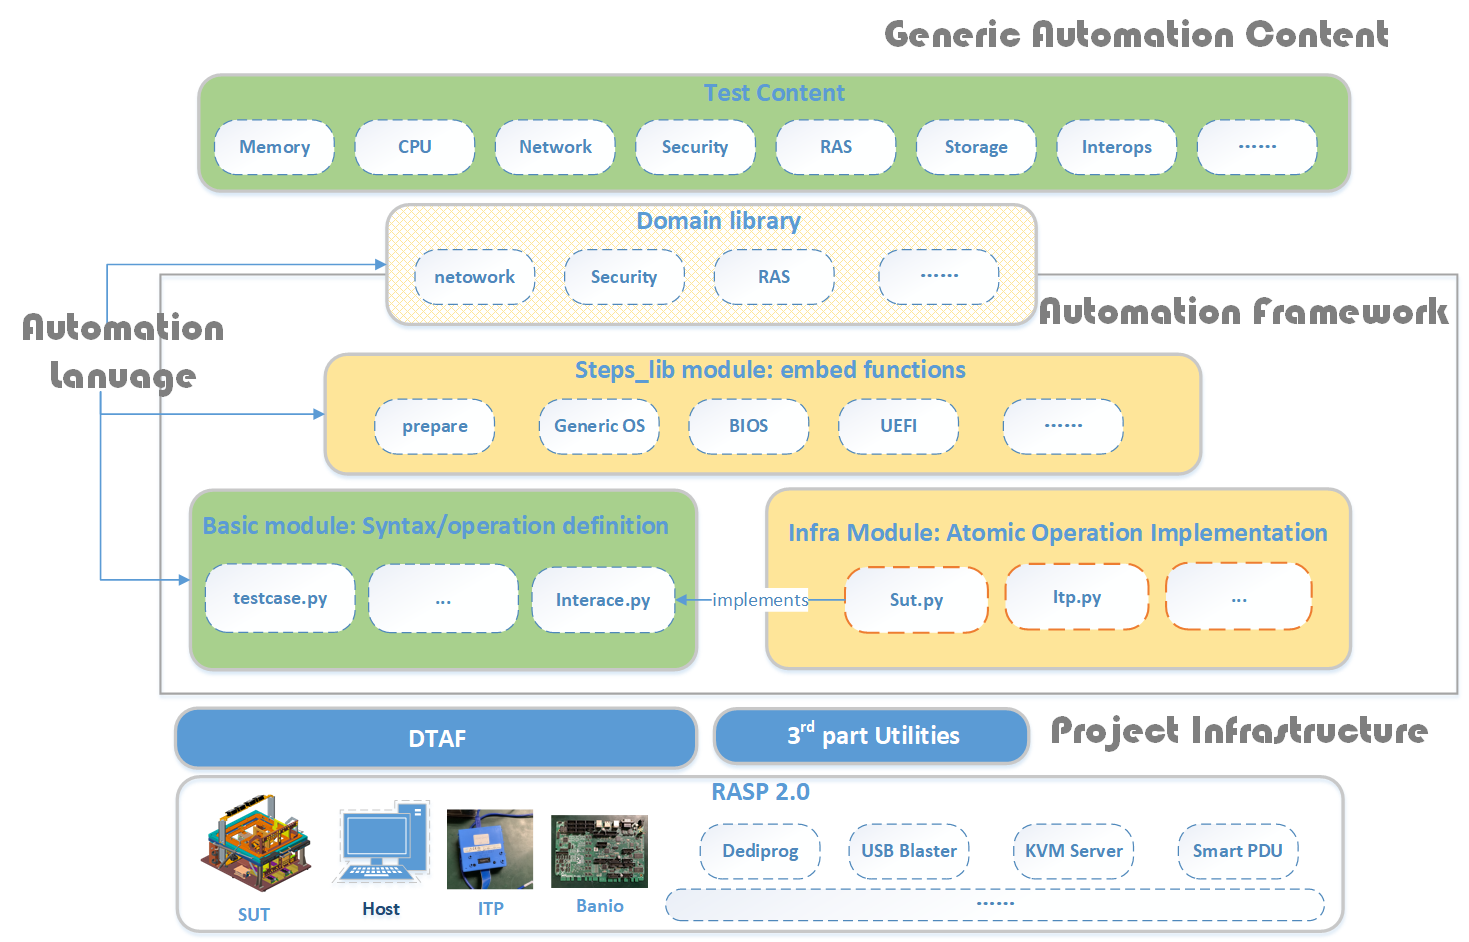 Generic Automation Content
Test Content
Memory
CPU
Network
Security
RAS
Storage
Interops
······
Domain library
netowork
Security
RAS
······
Automation
Lanuage
Automation Framework
Steps_lib module: embed functions
prepare
Generic OS
BIOS
UEFI
······
Basic module: Syntax/operation definition
testcase.py
...
Interace.py
implements
Infra Module: Atomic Operation Implementation
Sut.py
Itp.py
...
DTAF
3rd part Utilities
Project Infrastructure
RASP 2.0
SUT
Host
ITP
Banio
Dediprog
USB Blaster
KVM Server
Smart PDU
······